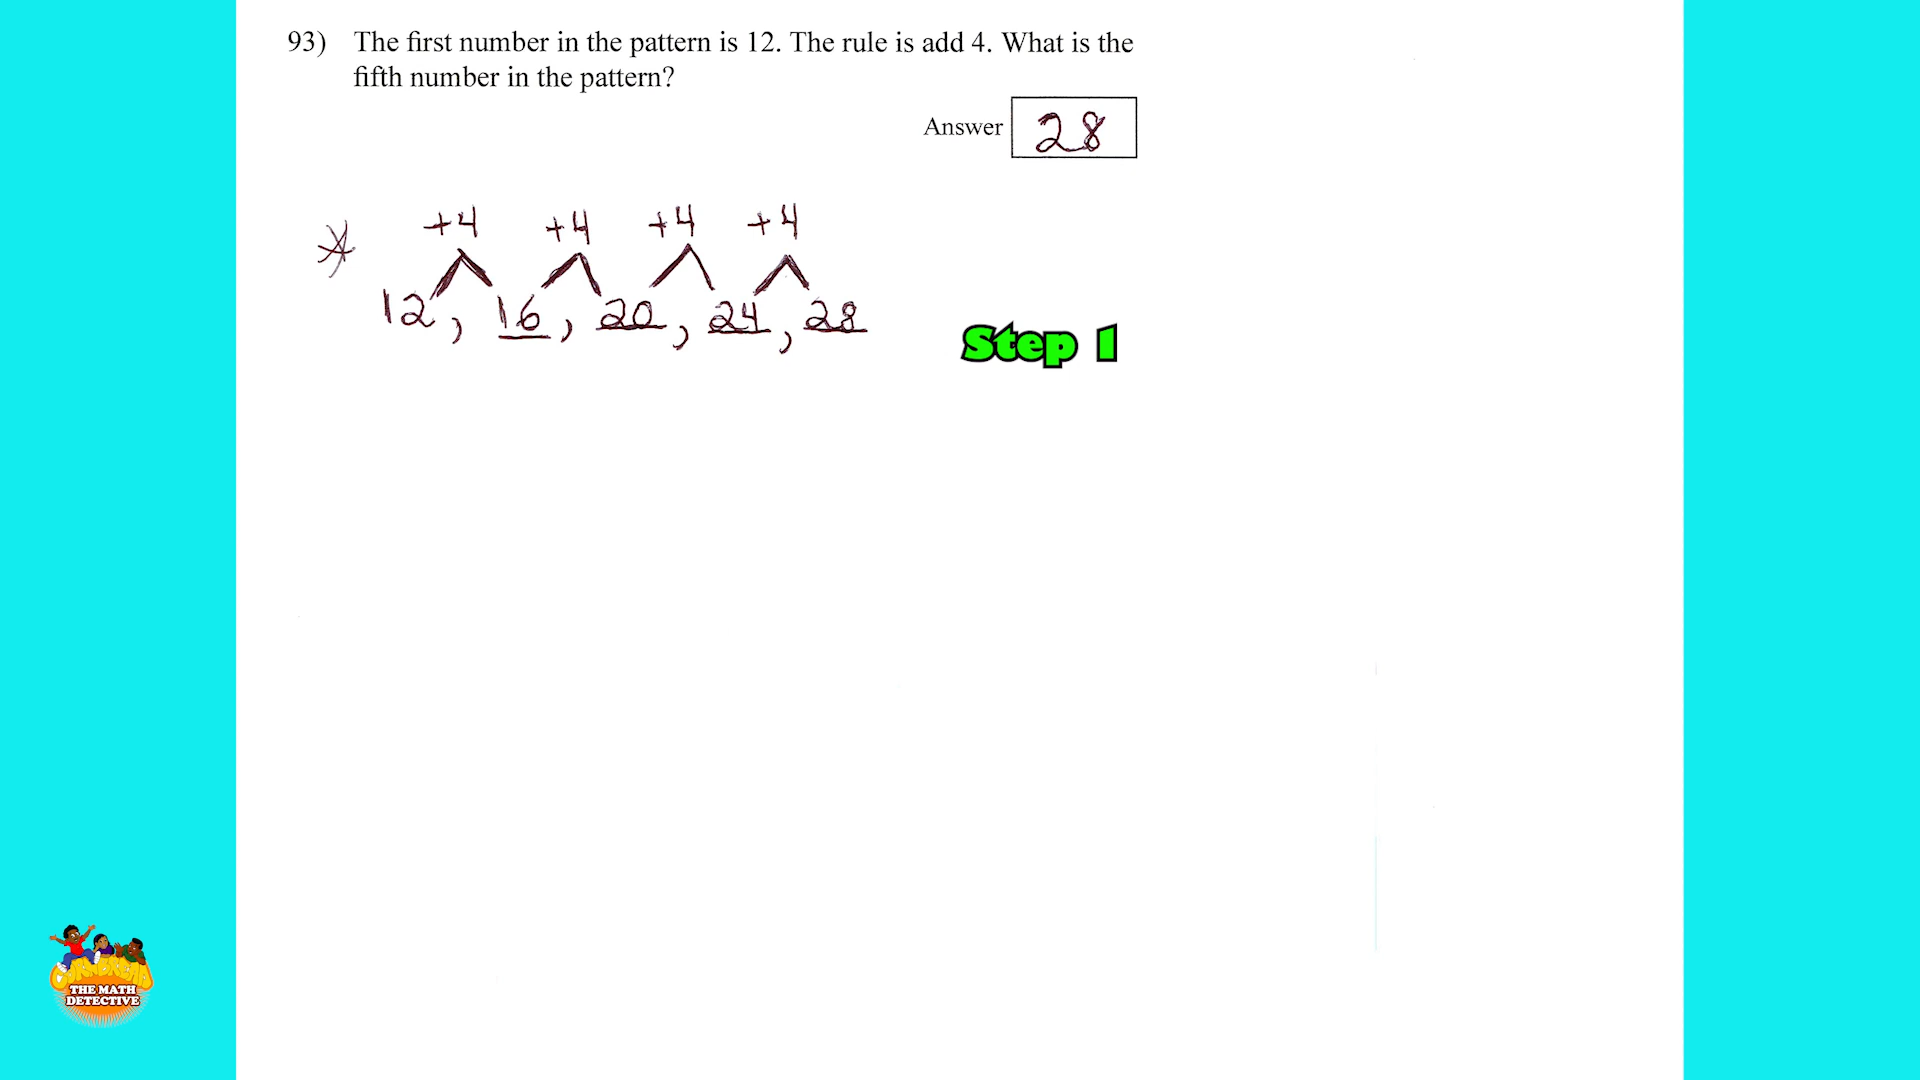 93) The first number in the pattern is 12. The rule is add 4. What is the
fifth number in the pattern?
Answer 28
+4 +4 +4 +4
12, 16, 20, 24, 28
Step 1
THE MATH
DETECTIVE